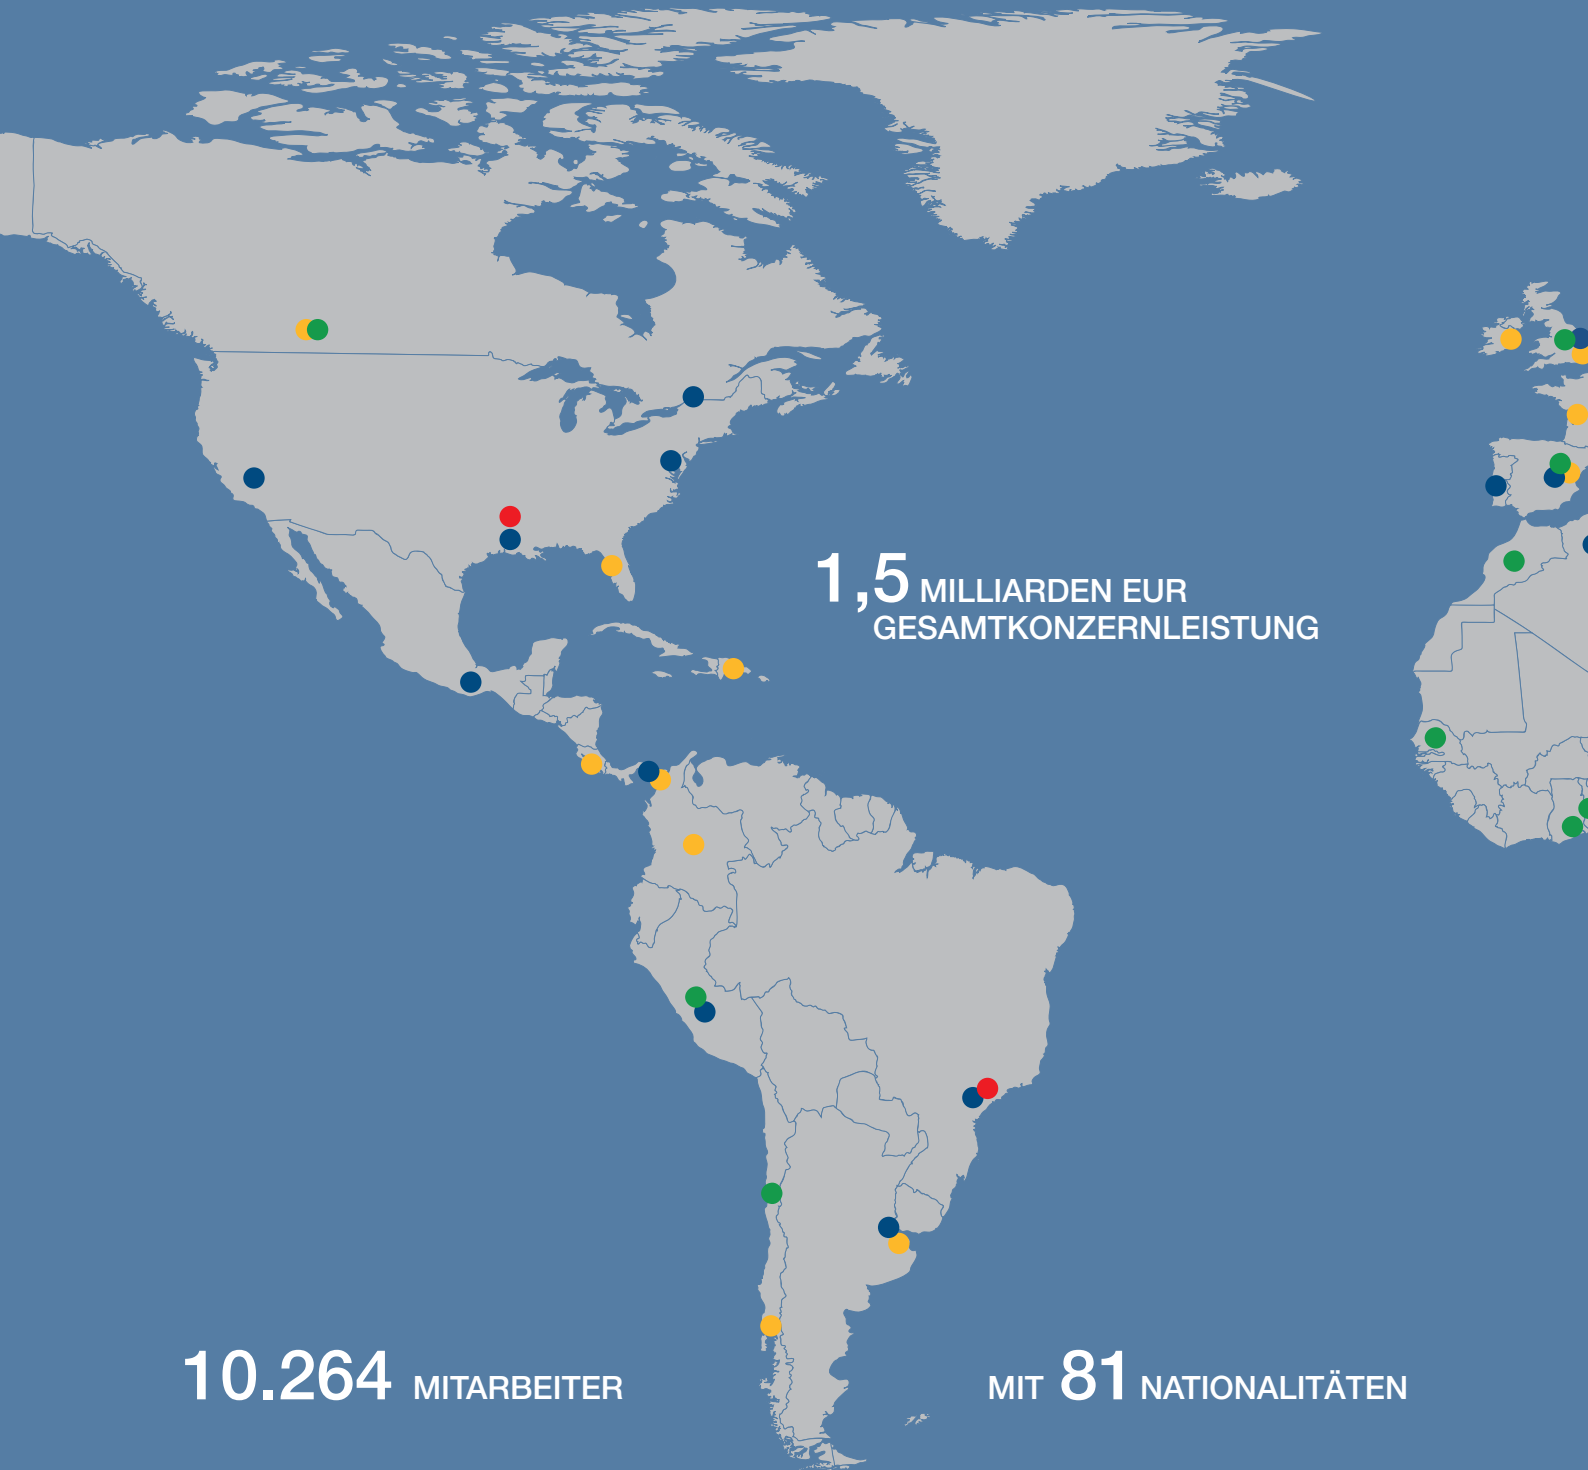 1,5 MILLIARDEN EUR
GESAMTKONZERNLEISTUNG
10.264 MITARBEITER
MIT 81 NATIONALITÄTEN